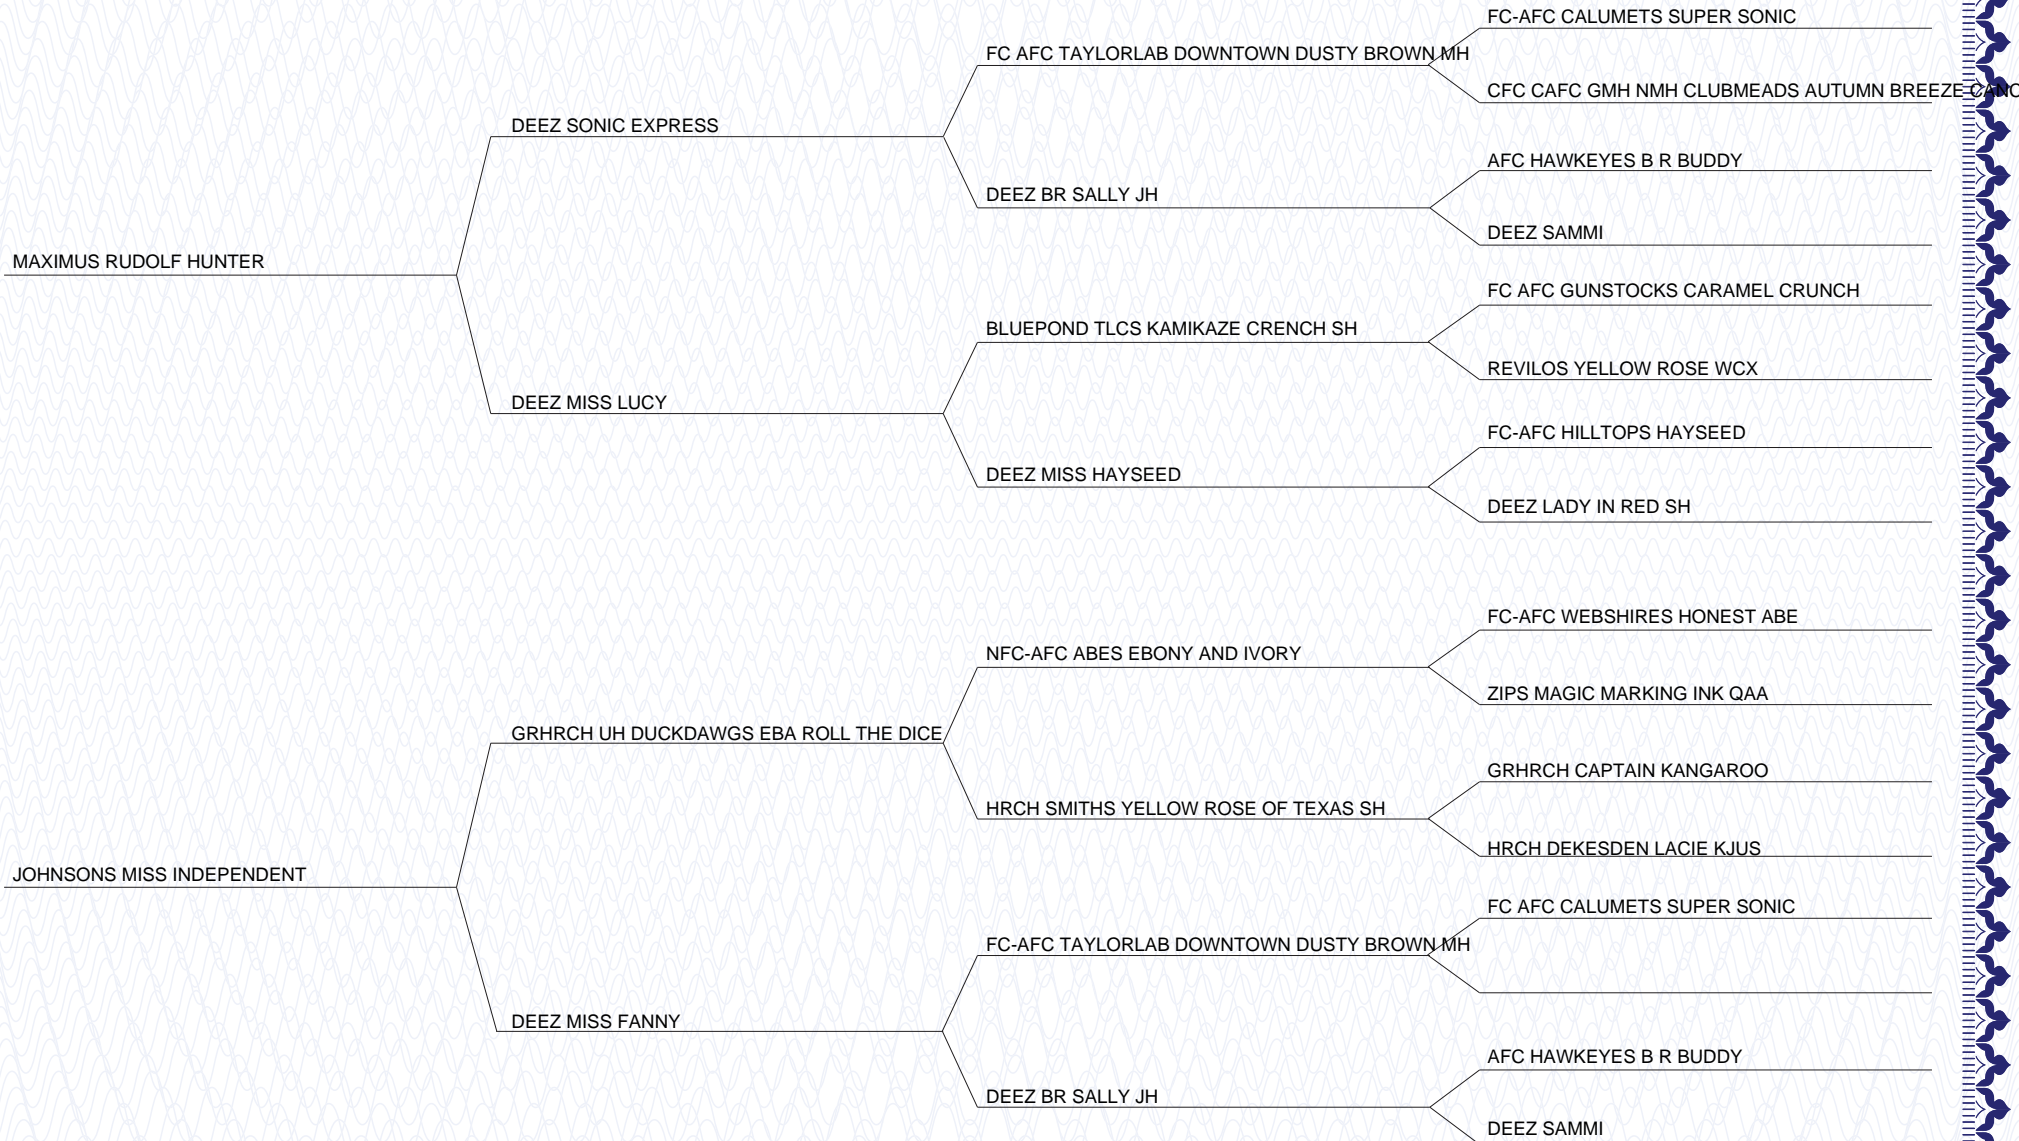 FC-AFC CALUMETS SUPER SONIC
FC AFC TAYLORLAB DOWNTOWN DUSTY BROWN MH
CFC CAFC GMH NMH CLUBMEADS AUTUMN BREEZE
DEEZ SONIC EXPRESS
AFC HAWKEYES B R BUDDY
DEEZ BR SALLY JH
DEEZ SAMMI
MAXIMUS RUDOLF HUNTER
FC AFC GUNSTOCKS CARAMEL CRUNCH
BLUEPOND TLCS KAMIKAZE CRENCH SH
REVILOS YELLOW ROSE WCX
DEEZ MISS LUCY
FC-AFC HILLTOPS HAYSEED
DEEZ MISS HAYSEED
DEEZ LADY IN RED SH
FC-AFC WEBSHIRES HONEST ABE
NFC-AFC ABES EBONY AND IVORY
ZIPS MAGIC MARKING INK QAA
GRHRCH UH DUCKDAWGS EBA ROLL THE DICE
GRHRCH CAPTAIN KANGAROO
HRCH SMITHS YELLOW ROSE OF TEXAS SH
HRCH DEKESDEN LACIE KJUS
JOHNSONS MISS INDEPENDENT
FC AFC CALUMETS SUPER SONIC
FC-AFC TAYLORLAB DOWNTOWN DUSTY BROWN MH
DEEZ MISS FANNY
AFC HAWKEYES B R BUDDY
DEEZ BR SALLY JH
DEEZ SAMMI